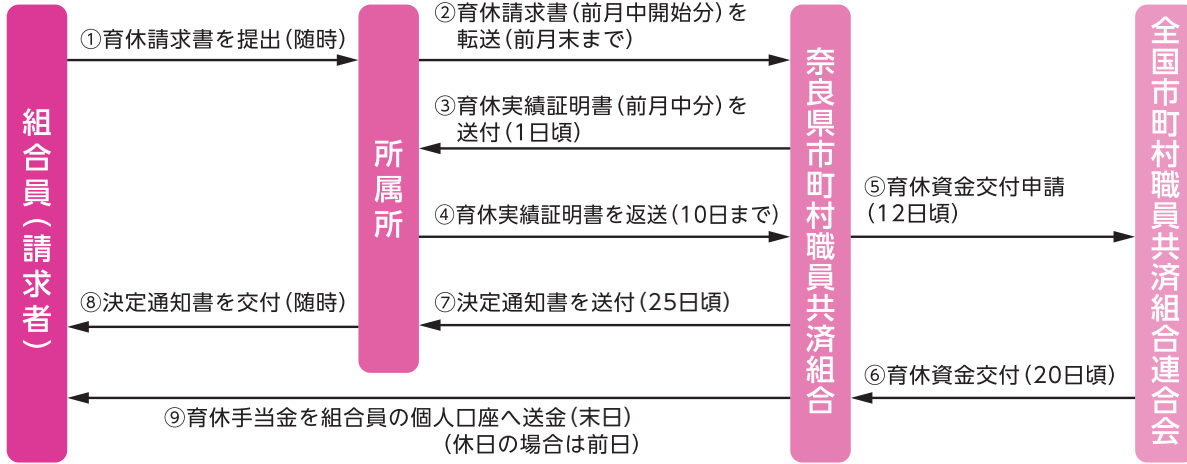 組合員（請求者）
①育休請求書を提出（随時）
所属所
②育休請求書（前月中開始分）を
転送（前月末まで）
③育休実績証明書（前月中分）を
送付（1日頃）
④育休実績証明書を返送（10日まで）
奈良県市町村職員共済組合
⑤育休資金交付申請
（12日頃）
全国市町村職員共済組合連合会
⑥育休資金交付（20日頃）
⑦決定通知書を送付（25日頃）
⑧決定通知書を交付（随時）
⑨育休手当金を組合員の個人口座へ送金（末日）
（休日の場合は前日）